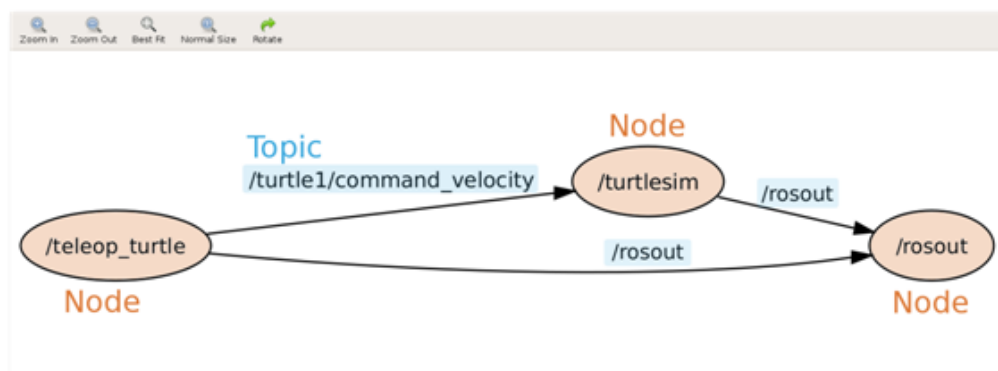 Zoom In Zoom Out Best Fit Normal Size Rotate
Node
Topic
/turtle1/command_velocity
/turtlesim
/rosout
/teleop_turtle
/rosout
/rosout
Node
Node